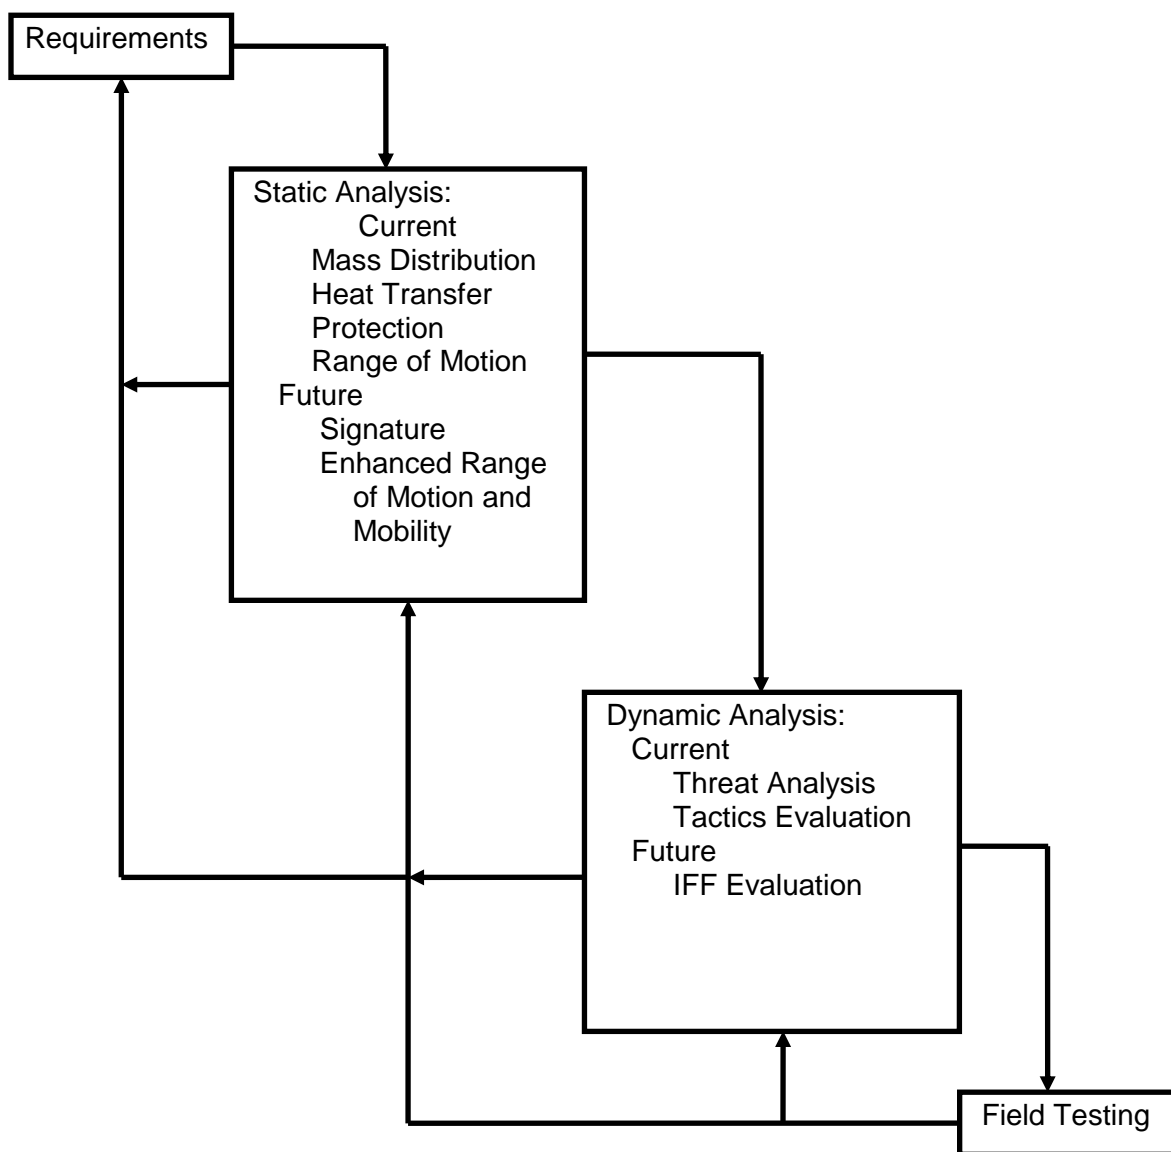 Requirements
Static Analysis:
Current
Mass Distribution
Heat Transfer
Protection
Range of Motion
Future
Signature
Enhanced Range
of Motion and
Mobility
Dynamic Analysis:
Current
Threat Analysis
Tactics Evaluation
Future
IFF Evaluation
Field Testing